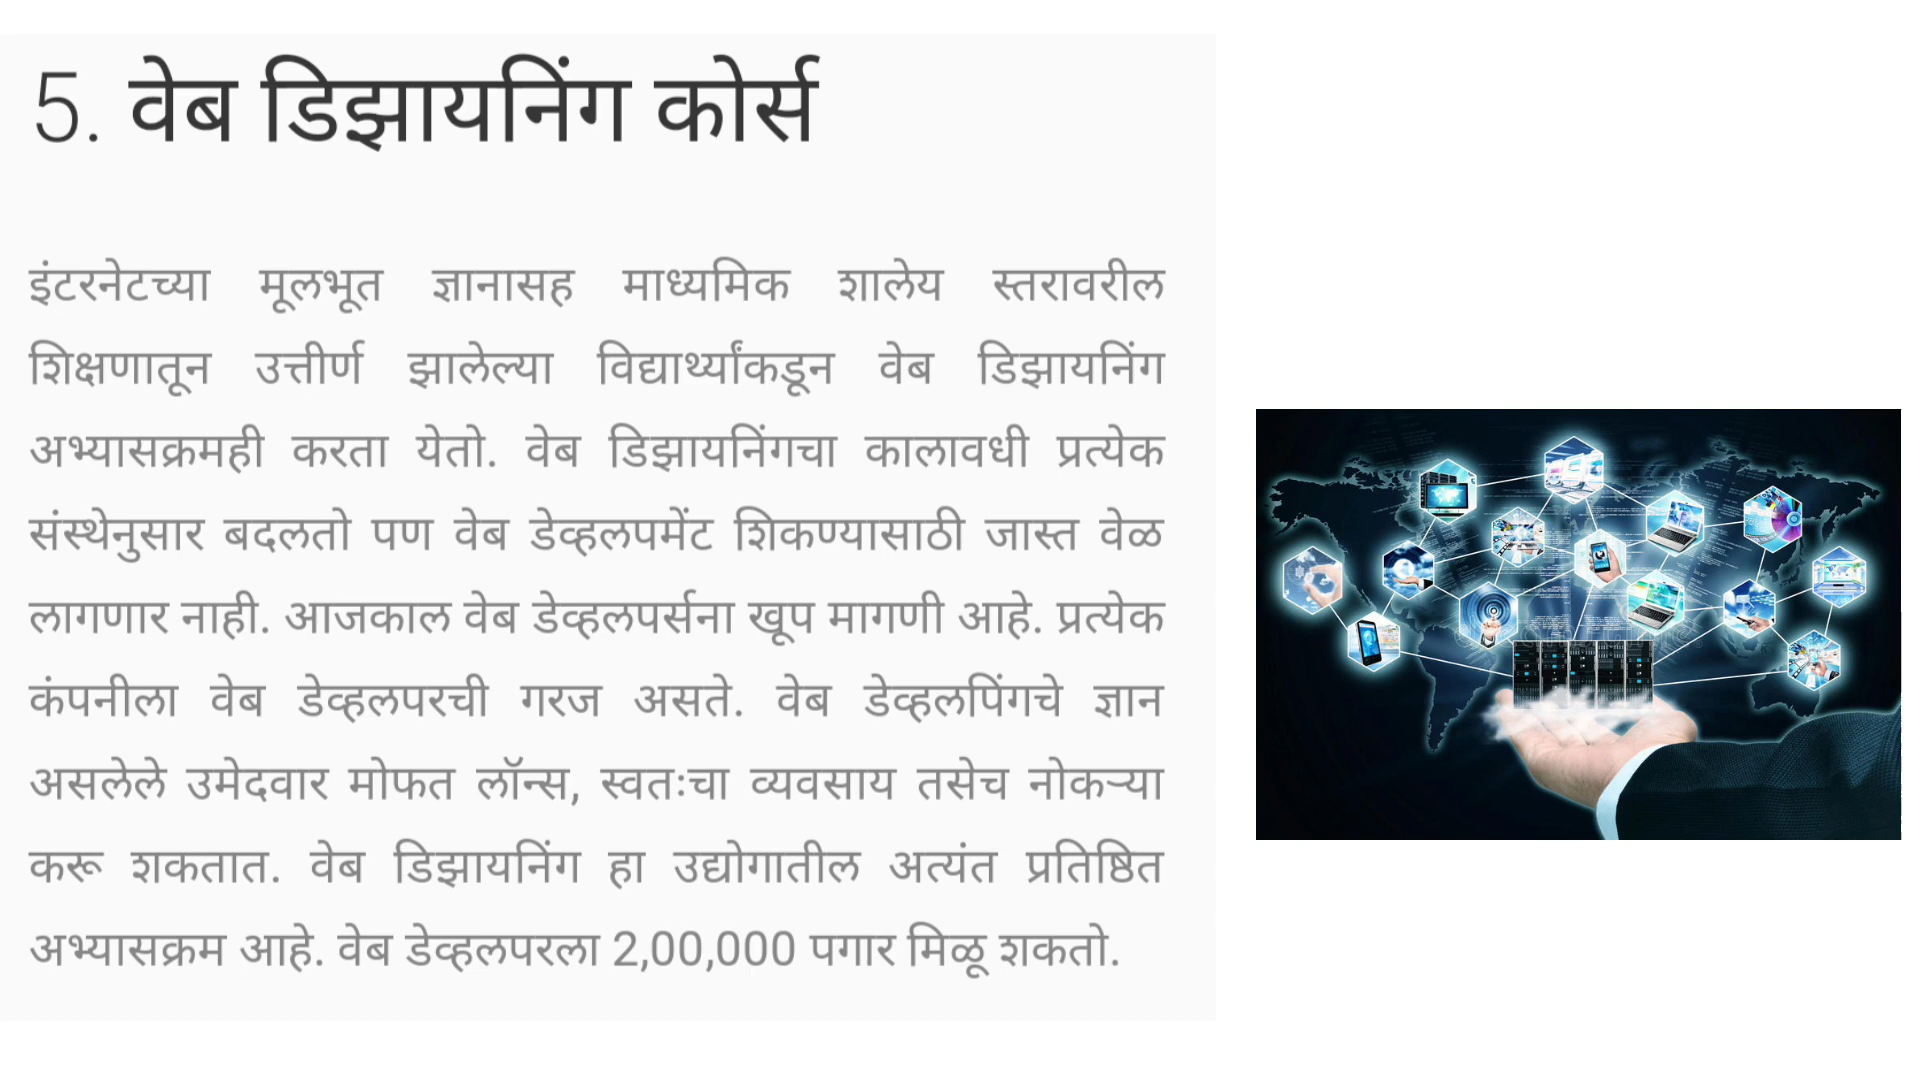 5. वेब डिझायनिंग कोर्स
इंटरनेटच्या मूलभूत ज्ञानासह माध्यमिक शालेय स्तरावरील
शिक्षणातून उत्तीर्ण झालेल्या विद्यार्थ्यांकडून वेब डिझायनिंग
अभ्यासक्रमही करता येतो. वेब डिझायनिंगचा कालावधी प्रत्येक
संस्थेनुसार बदलतो पण वेब डेव्हलपमेंट शिकण्यासाठी जास्त वेळ
लागणार नाही. आजकाल वेब डेव्हलपर्सना खूप मागणी आहे. प्रत्येक
कंपनीला वेब डेव्हलपरची गरज असते. वेब डेव्हलपिंगचे ज्ञान
असलेले उमेदवार मोफत लॉन्स, स्वतःचा व्यवसाय तसेच नोकऱ्या
करू शकतात. वेब डिझायनिंग हा उद्योगातील अत्यंत प्रतिष्ठित
अभ्यासक्रम आहे. वेब डेव्हलपरला 2,00,000 पगार मिळू शकतो.